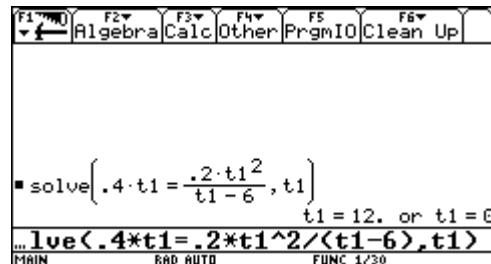 F1 F2 Algebra F3 Calc F4 Other F5 PrgmIO F6 Clean Up
solve(.4·t1 = .2·t1²/(t1-6), t1)
t1 = 12. or t1 = 0
…lve(.4*t1=.2*t1^2/(t1-6),t1)
MAIN RAD AUTO FUNC 1/30